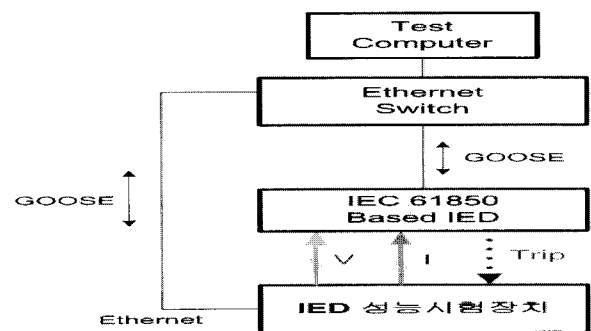 Test
Computer
Ethernet
Switch
GOOSE
GOOSE
IEC 61850
Based IED
V
I
Trip
IED 성능시험장치
Ethernet